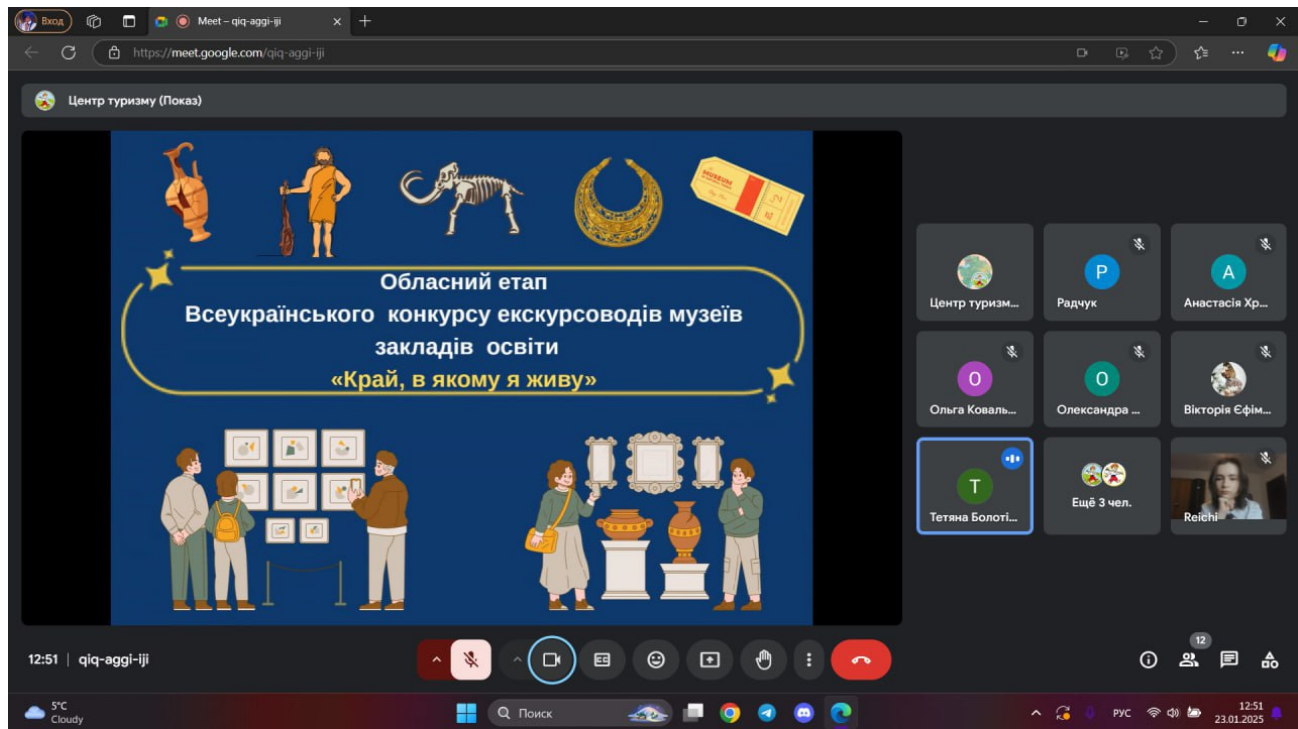 Вход
Meet – qiq-aggi-iji
https://meet.google.com/qiq-aggi-iji
Центр туризму (Показ)
MUSEUM
Обласний етап
Всеукраїнського конкурсу екскурсоводів музеїв
закладів освіти
«Край, в якому я живу»
Центр туризм...
Р
Радчук
А
Анастасія Хр...
О
Ольга Коваль...
О
Олександра ...
Вікторія Єфім...
Т
Тетяна Болоті...
Ещё 3 чел.
Reichi
12:51 | qiq-aggi-iji
12
5°C
Cloudy
Поиск
РУС
12:51
23.01.2025